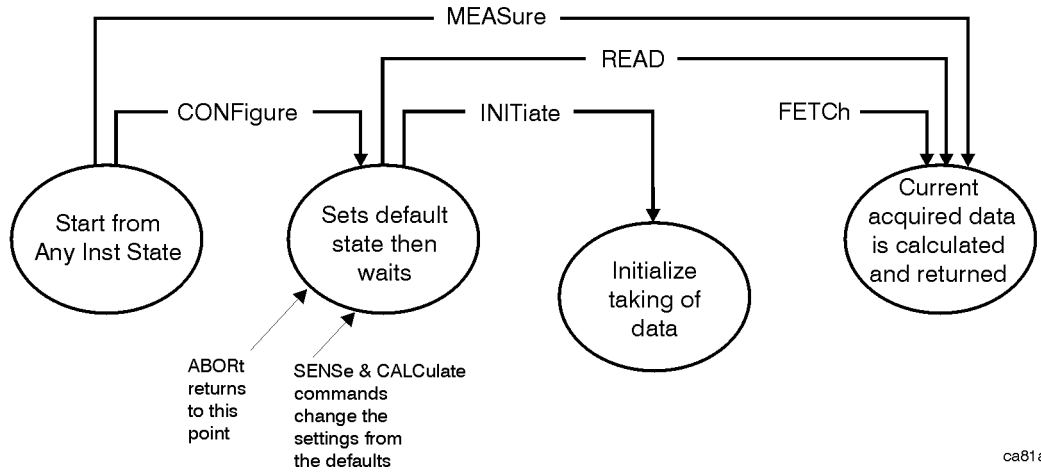 MEASure
READ
CONFigure
INITiate
FETCh
Start from
Any Inst State
Sets default
state then
waits
Initialize
taking of
data
Current
acquired data
is calculated
and returned
ABORt
returns
to this
point
SENSe & CALCulate
commands
change the
settings from
the defaults
ca81a